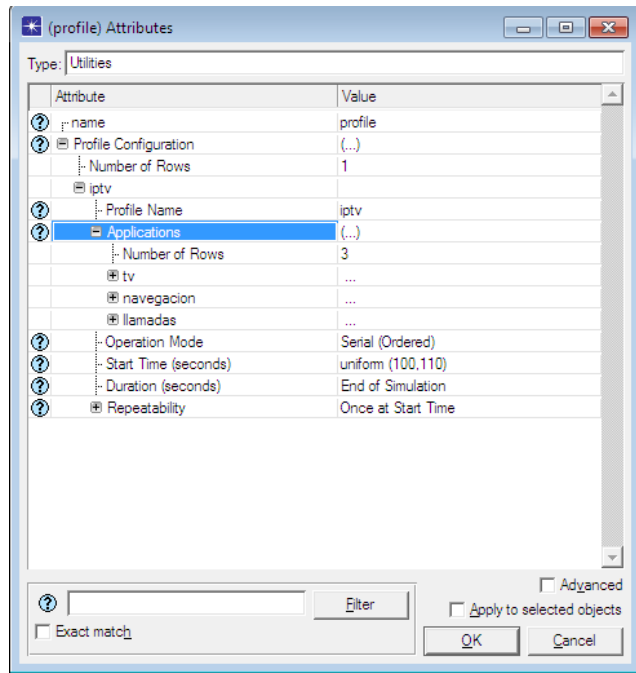 (profile) Attributes
Type: Utilities
Attribute Value
name profile
Profile Configuration (...)
Number of Rows 1
iptv
Profile Name iptv
Applications (...)
Number of Rows 3
tv ...
navegacion ...
llamadas ...
Operation Mode Serial (Ordered)
Start Time (seconds) uniform (100,110)
Duration (seconds) End of Simulation
Repeatability Once at Start Time
Advanced
Filter Apply to selected objects
Exact match OK Cancel